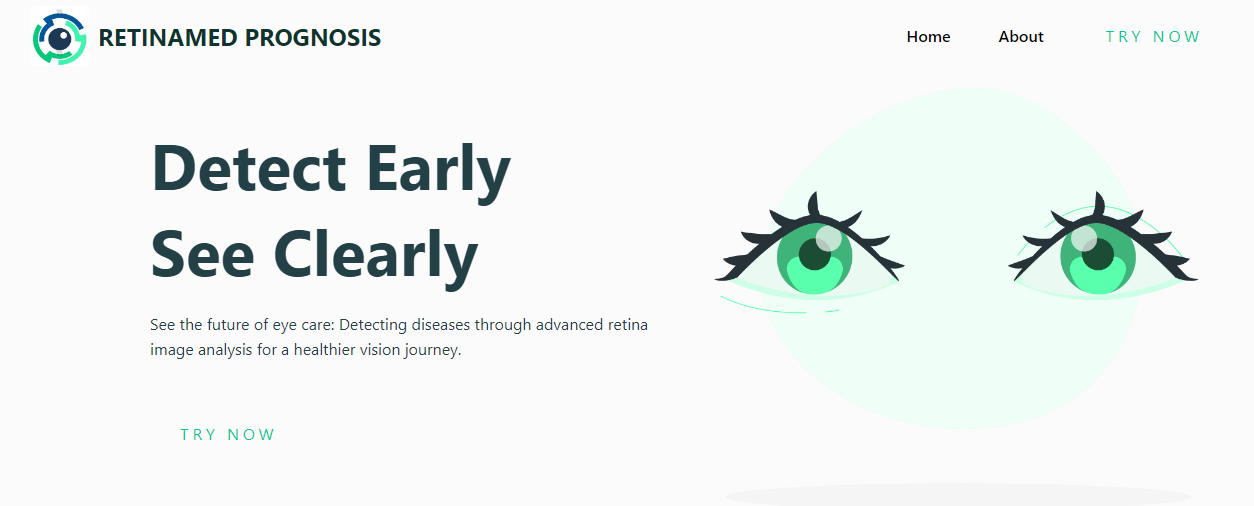 RETINAMED PROGNOSIS
Home
About
TRY NOW
Detect Early
See Clearly
See the future of eye care: Detecting diseases through advanced retina
image analysis for a healthier vision journey.
TRY NOW